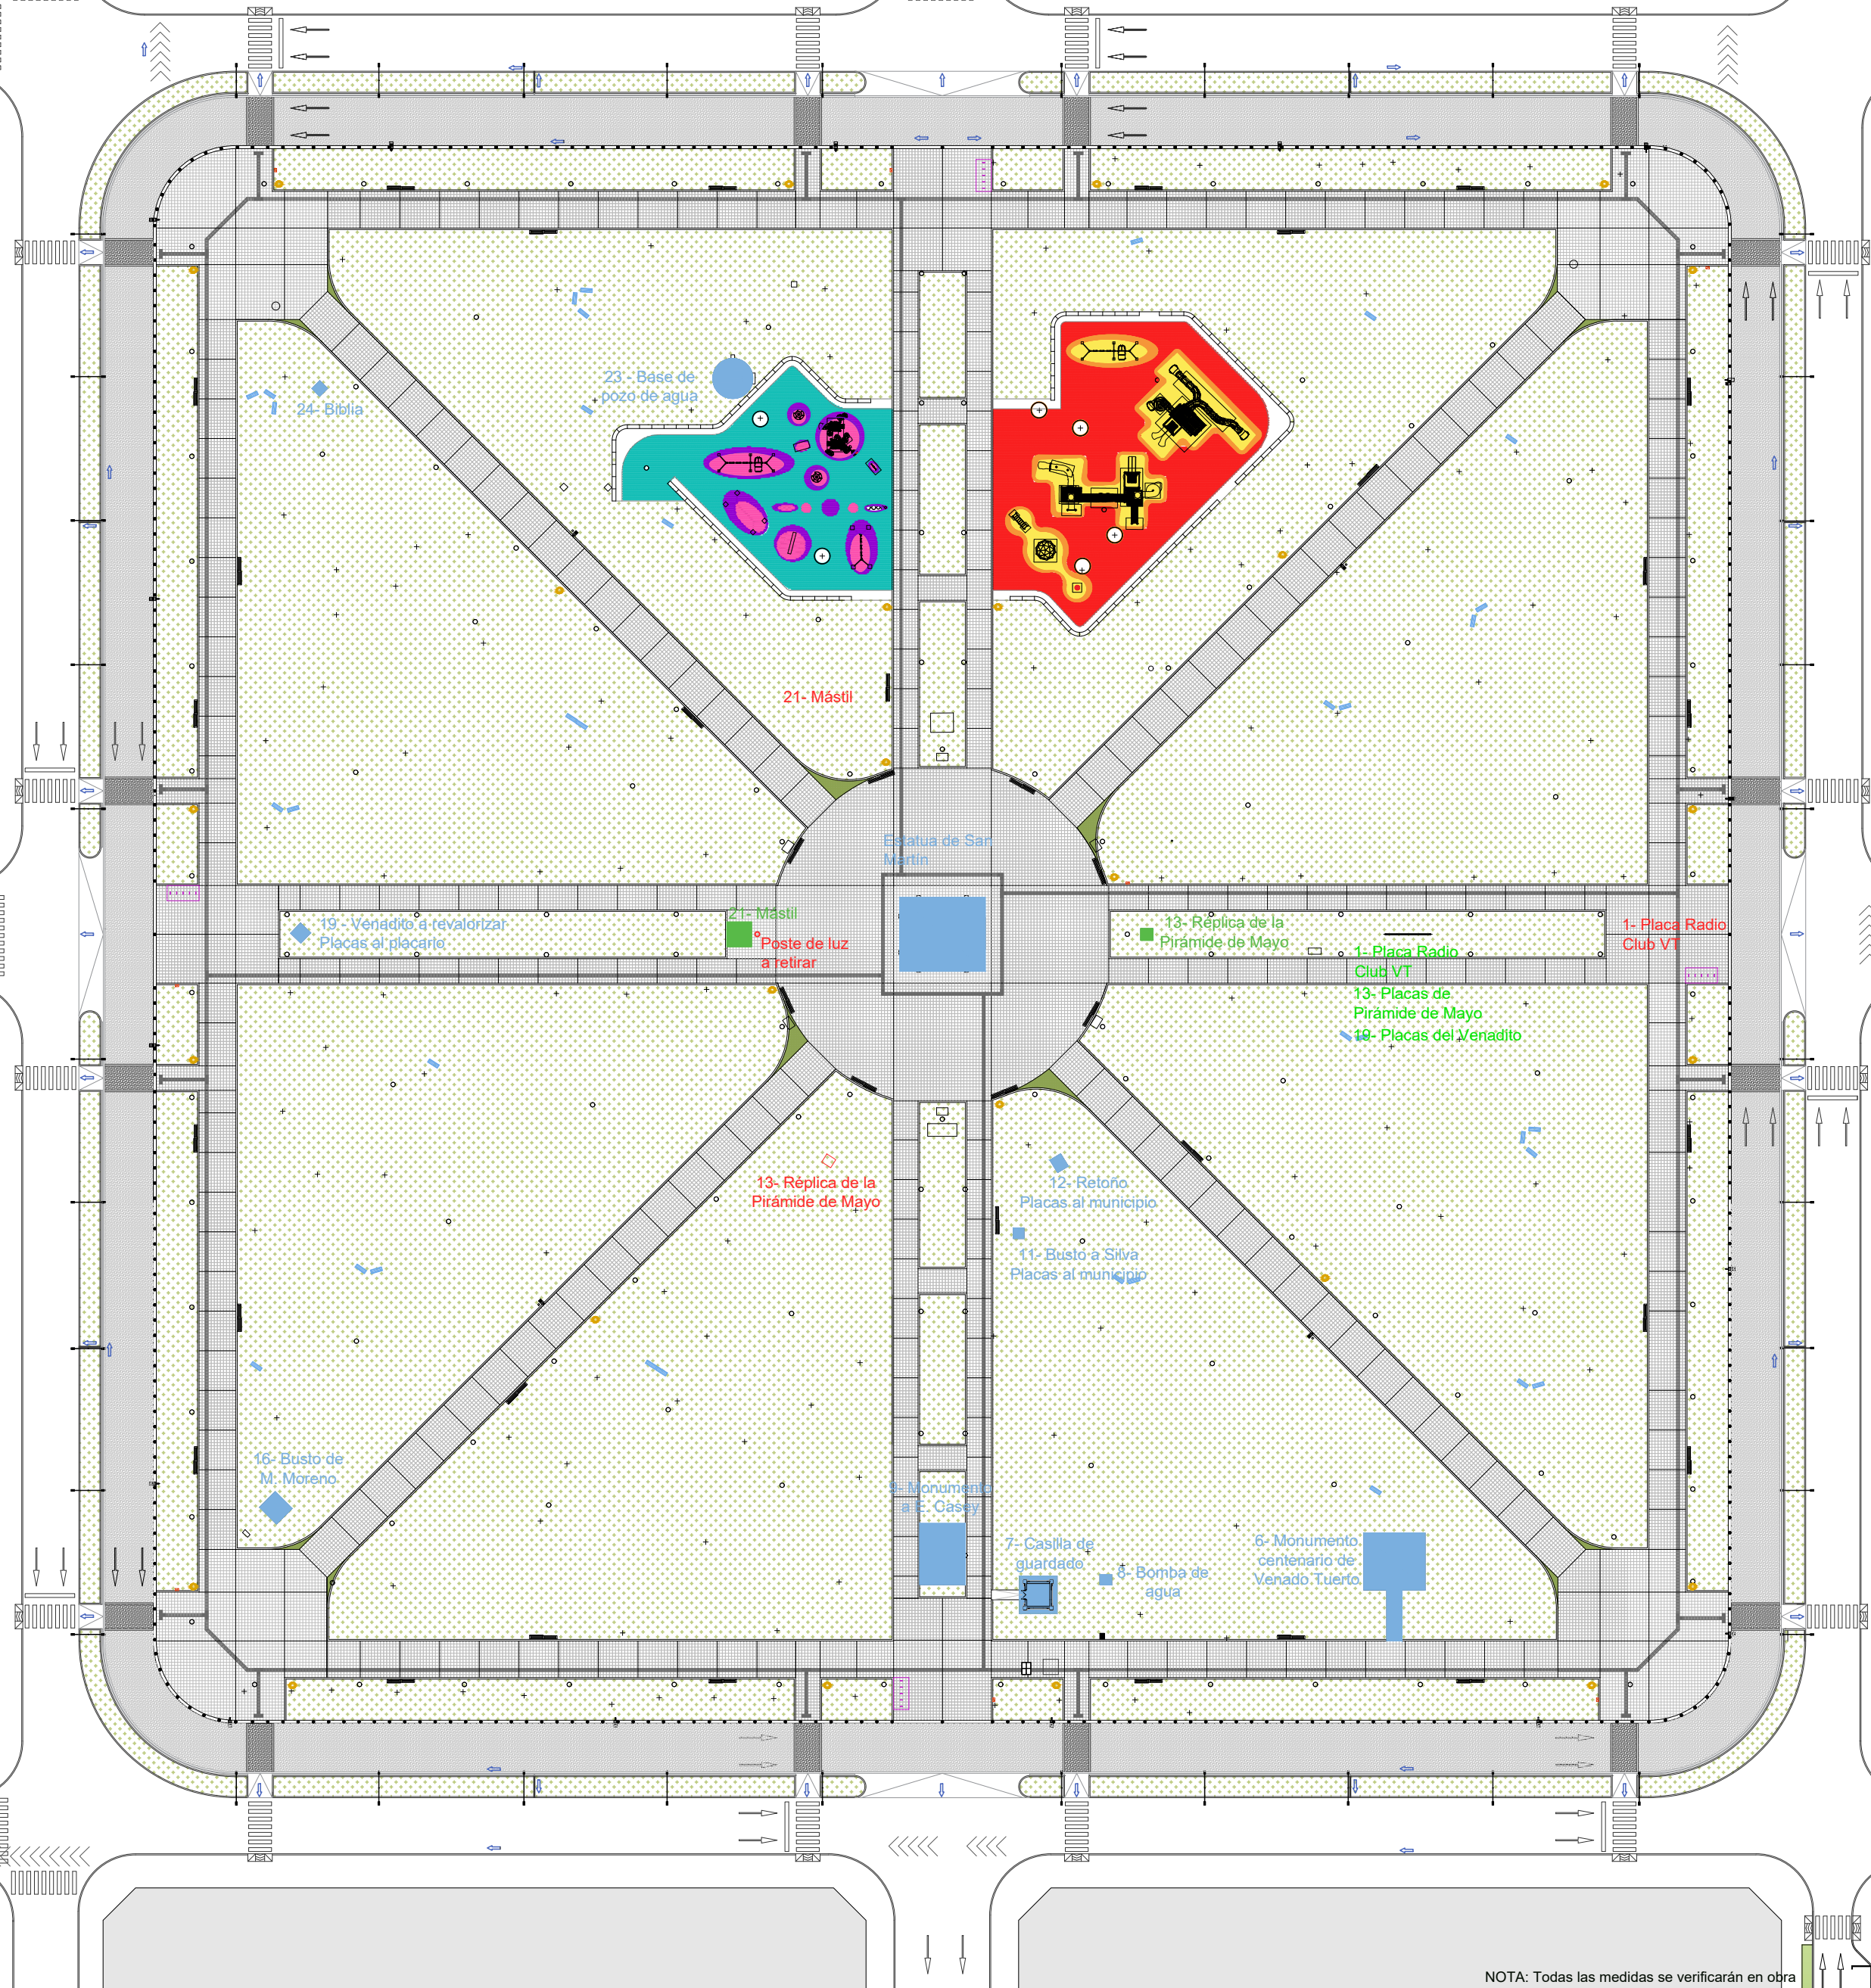 23 - Base de
pozo de agua
24- Biblia
21- Mástil
Estatua de San
Martín
19 - Venadito a revalorizar
Placas al placario
21- Mástil
Poste de luz
a retirar
13- Réplica de la
Pirámide de Mayo
1- Placa Radio
Club VT
1- Placa Radio
Club VT
13- Placas de
Pirámide de Mayo
19- Placas del Venadito
13- Réplica de la
Pirámide de Mayo
12- Retoño
Placas al municipio
11- Busto a Silva
Placas al municipio
16- Busto de
M. Moreno
9- Monumento
a E. Casey
7- Casilla de
guardado
8- Bomba de
agua
6- Monumento
centenario de
Venado Tuerto
NOTA: Todas las medidas se verificarán en obra